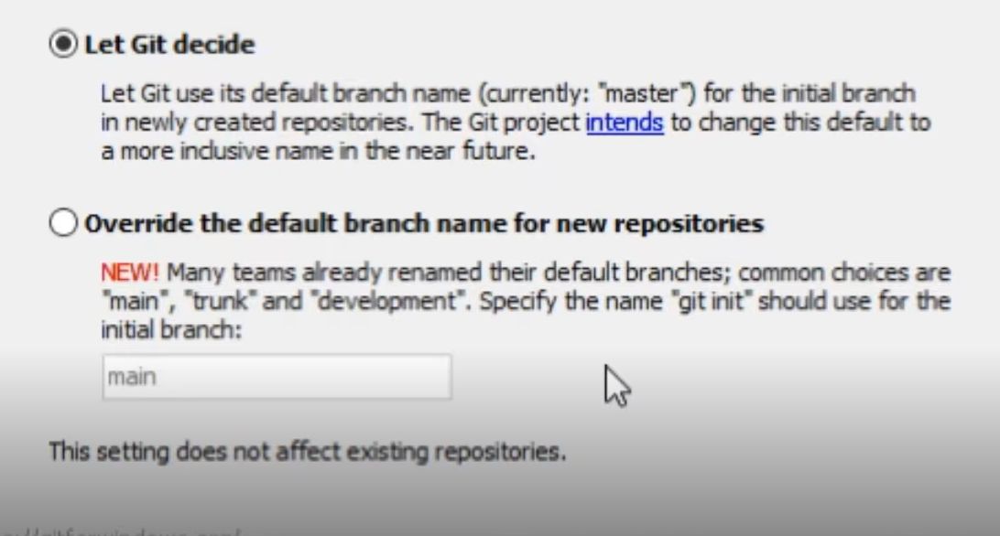 Let Git decide
Let Git use its default branch name (currently: "master") for the initial branch
in newly created repositories. The Git project intends to change this default to
a more inclusive name in the near future.
Override the default branch name for new repositories
NEW! Many teams already renamed their default branches; common choices are
"main", "trunk" and "development". Specify the name "git init" should use for the
initial branch:
main
This setting does not affect existing repositories.